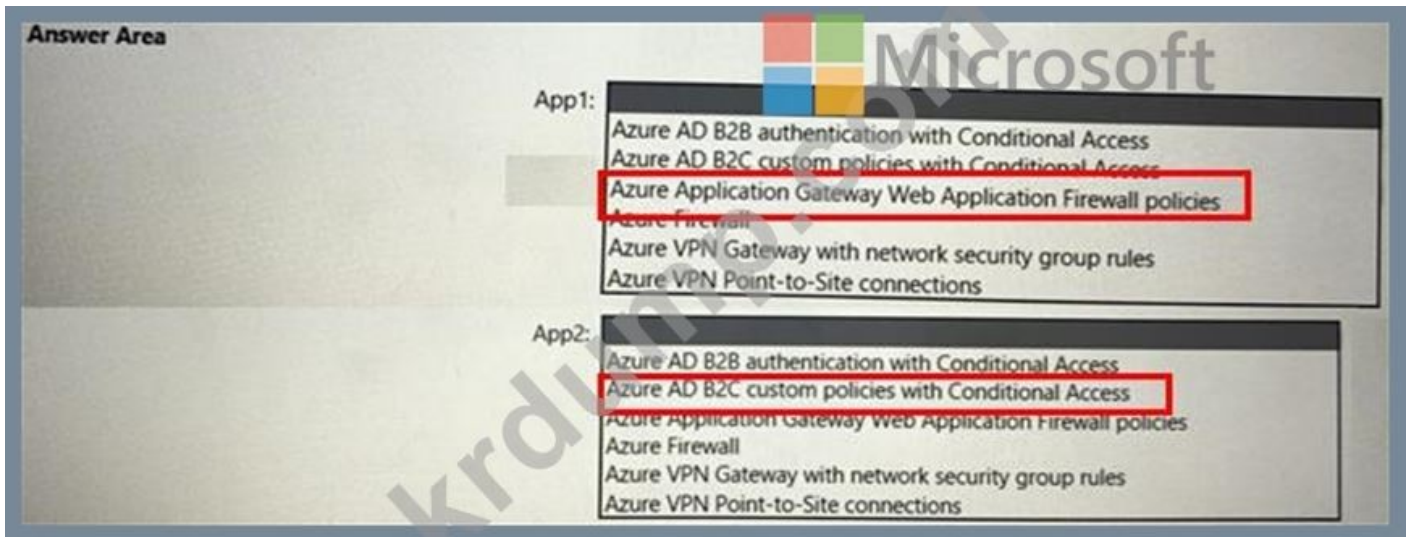 Answer Area
Microsoft
App1:
Azure AD B2B authentication with Conditional Access
Azure AD B2C custom policies with Conditional Access
Azure Application Gateway Web Application Firewall policies
Azure Firewall
Azure VPN Gateway with network security group rules
Azure VPN Point-to-Site connections
App2:
Azure AD B2B authentication with Conditional Access
Azure AD B2C custom policies with Conditional Access
Azure Application Gateway Web Application Firewall policies
Azure Firewall
Azure VPN Gateway with network security group rules
Azure VPN Point-to-Site connections
krdump.com